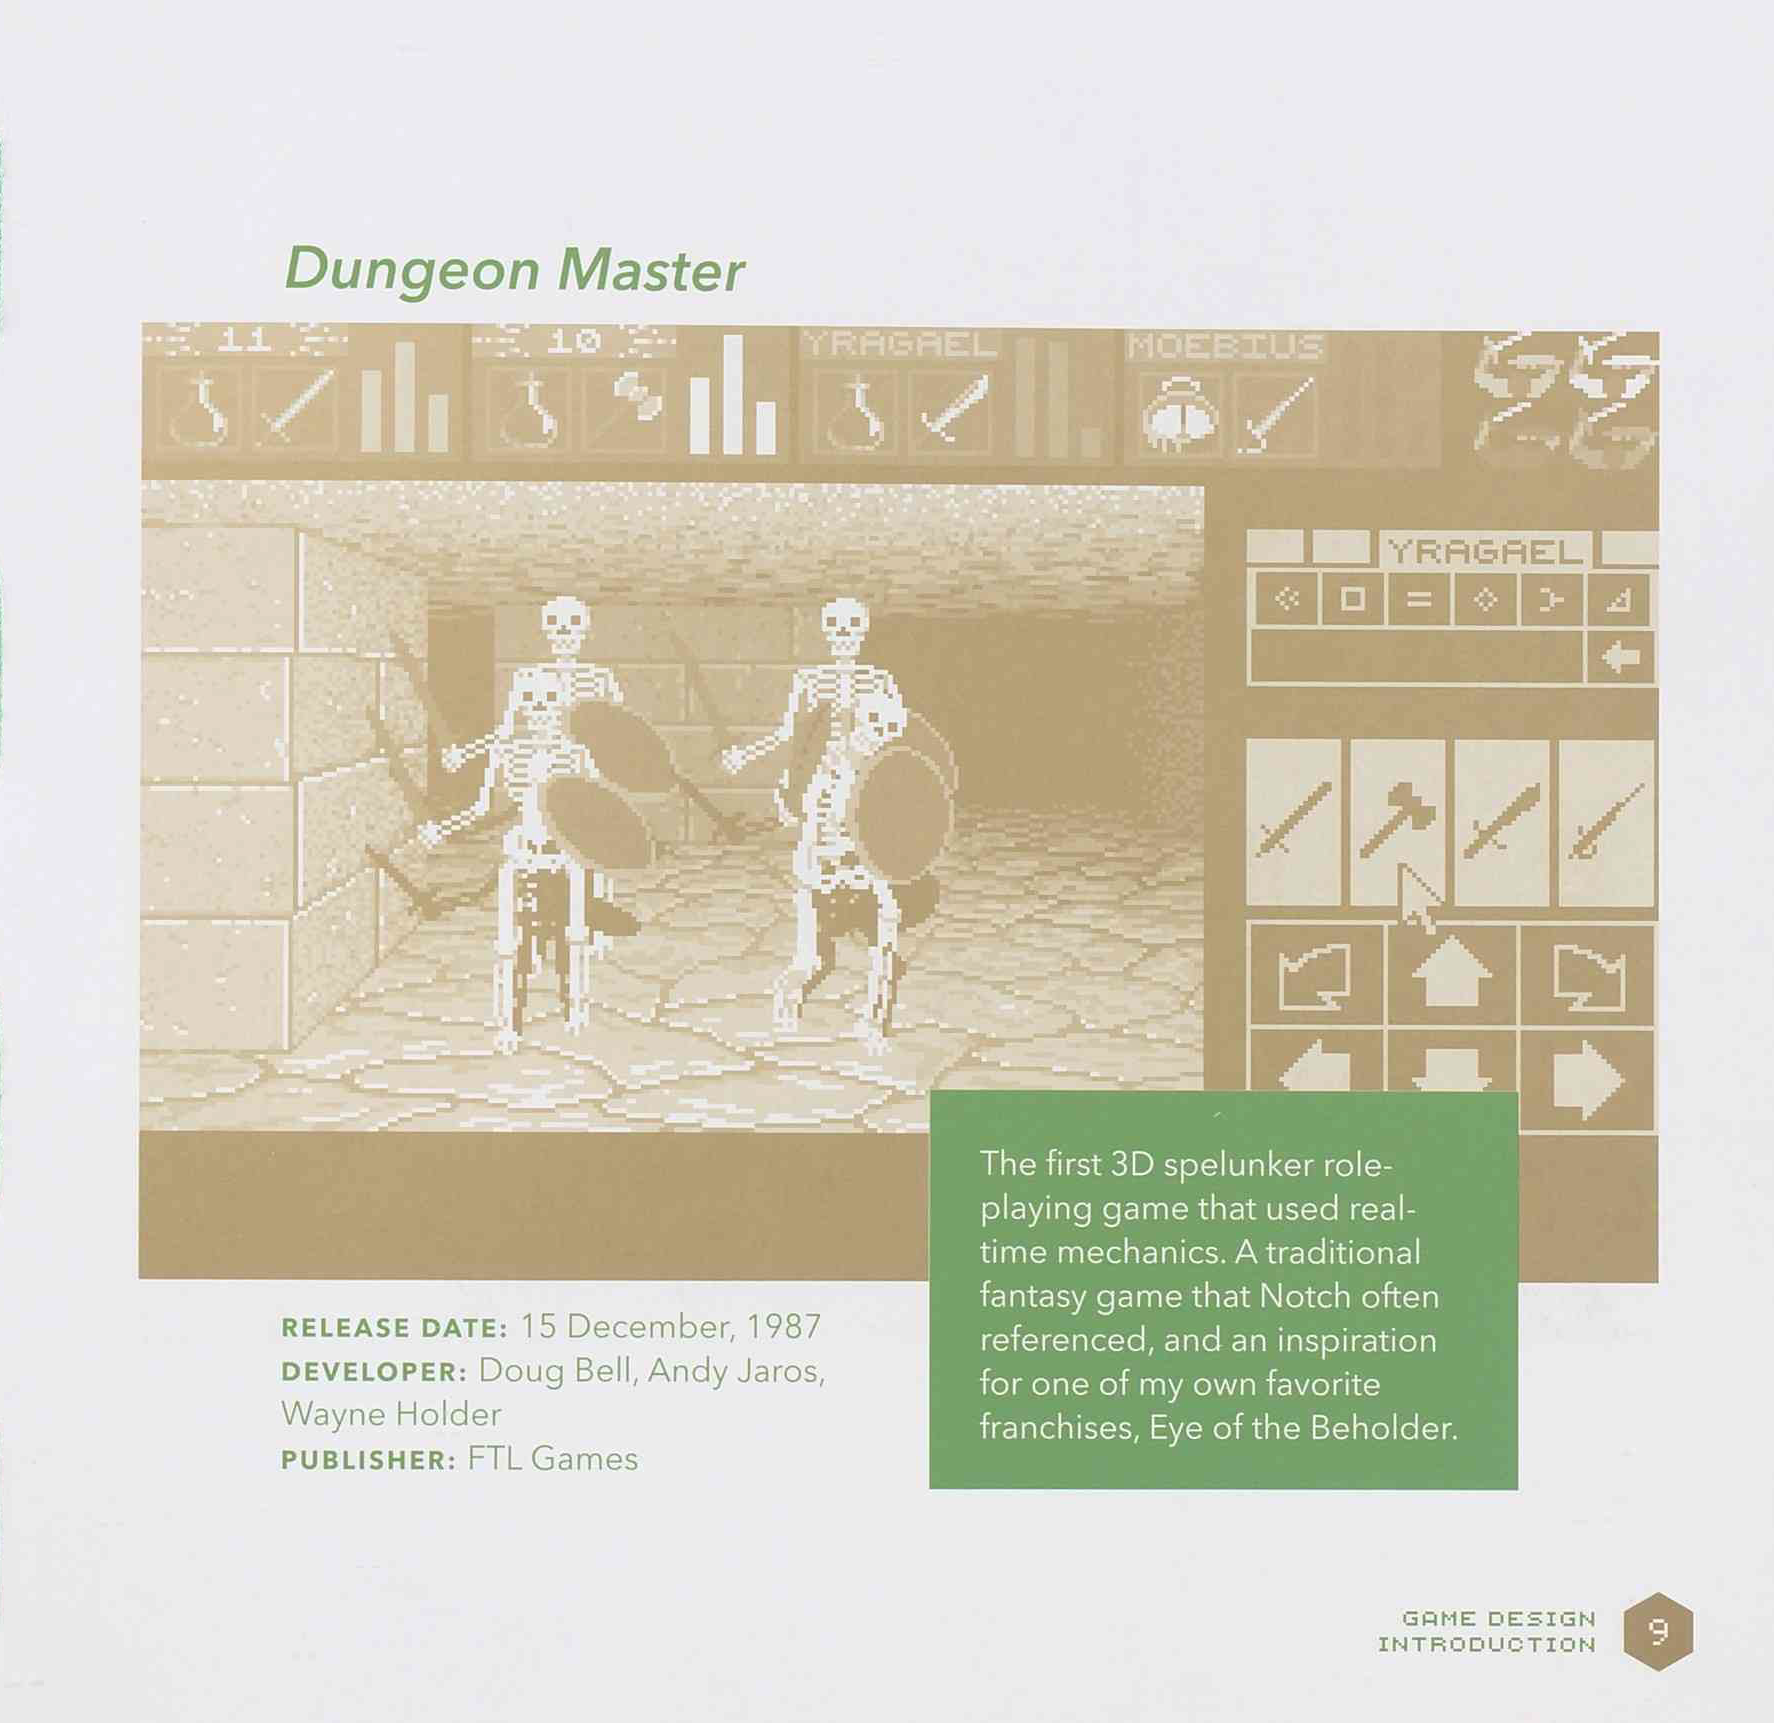 Dungeon Master
11
10
YRAGAEL
MOEBIUS
YRAGAEL
RELEASE DATE: 15 December, 1987
DEVELOPER: Doug Bell, Andy Jaros,
Wayne Holder
PUBLISHER: FTL Games
The first 3D spelunker role-
playing game that used real-
time mechanics. A traditional
fantasy game that Notch often
referenced, and an inspiration
for one of my own favorite
franchises, Eye of the Beholder.
GAME DESIGN
INTRODUCTION
9